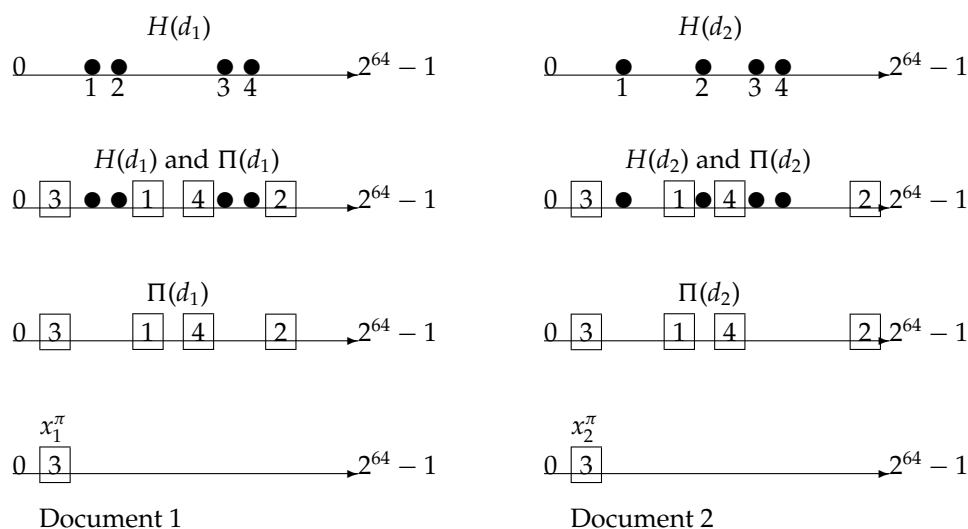 H(d₁)
0 2⁶⁴ − 1
1 2 3 4
H(d₂)
0 2⁶⁴ − 1
1 2 3 4
H(d₁) and Π(d₁)
0 3 1 4 2 2⁶⁴ − 1
H(d₂) and Π(d₂)
0 3 1 4 2 2⁶⁴ − 1
Π(d₁)
0 3 1 4 2 2⁶⁴ − 1
Π(d₂)
0 3 1 4 2 2⁶⁴ − 1
x₁^π
0 3 2⁶⁴ − 1
x₂^π
0 3 2⁶⁴ − 1
Document 1
Document 2